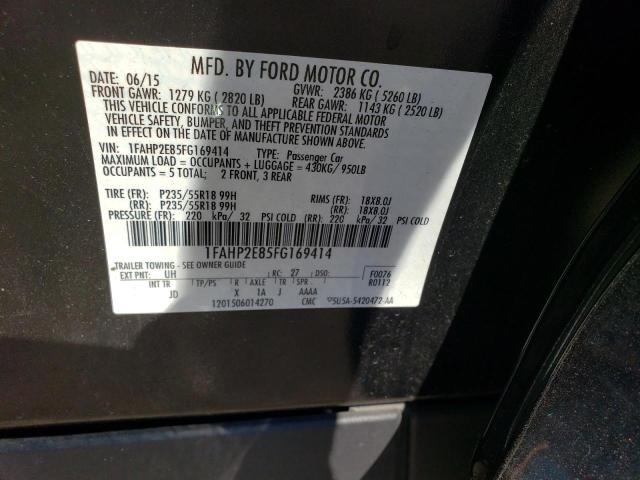 MFD. BY FORD MOTOR CO.
DATE: 06/15 GVWR: 2386 KG ( 5260 LB)
FRONT GAWR: 1279 KG ( 2820 LB) REAR GAWR: 1143 KG ( 2520 LB)
THIS VEHICLE CONFORMS TO ALL APPLICABLE FEDERAL MOTOR
VEHICLE SAFETY, BUMPER, AND THEFT PREVENTION STANDARDS
IN EFFECT ON THE DATE OF MANUFACTURE SHOWN ABOVE.
VIN: 1FAHP2E85FG169414 TYPE: Passenger Car
MAXIMUM LOAD = OCCUPANTS + LUGGAGE = 430KG/ 950LB
OCCUPANTS = 5 TOTAL; 2 FRONT, 3 REAR
TIRE (FR): P235/55R18 99H RIMS (FR): 18X8.0J
(RR): P235/55R18 99H (RR): 18X8.0J
PRESSURE (FR): 220 kPa/ 32 PSI COLD (RR): 220 kPa/ 32 PSI COLD
1FAHP2E85FG169414
TRAILER TOWING - SEE OWNER GUIDE
EXT PNT: UH RC: 27 DSO: F0076
R0112
INT TR TP/PS R AXLE TR SPR
JD X 1A J AAAA
1201506014270 CMC 5U5A-5420472-AA